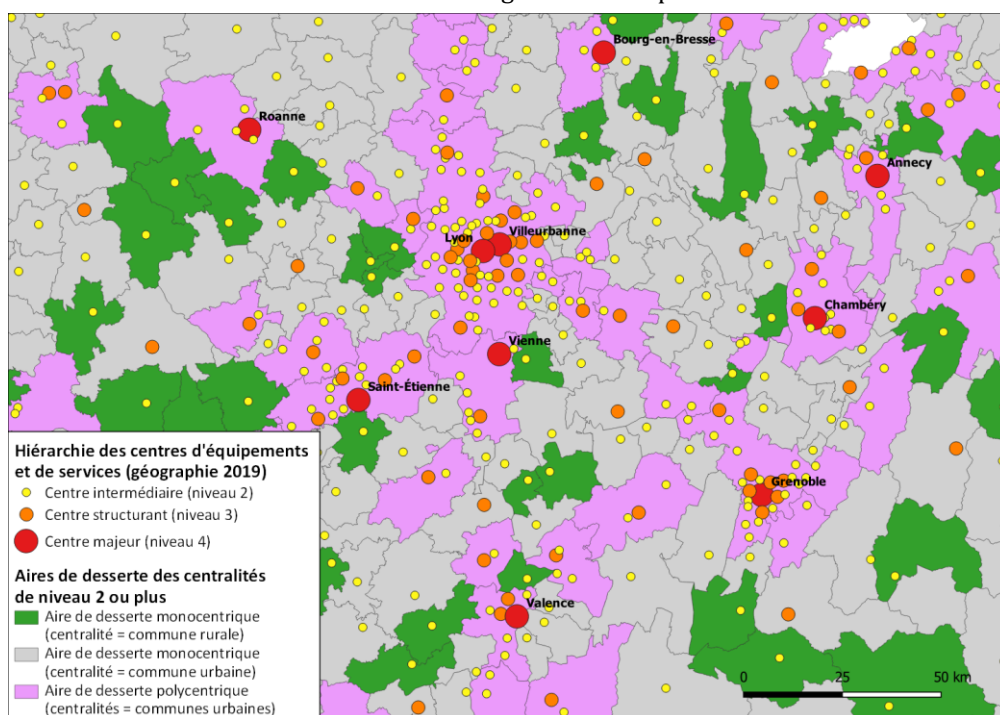 Bourg-en-Bresse
Roanne
Annecy
Villeurbanne
Lyon
Chambéry
Vienne
Saint-Étienne
Grenoble
Valence
Hiérarchie des centres d'équipements
et de services (géographie 2019)
Centre intermédiaire (niveau 2)
Centre structurant (niveau 3)
Centre majeur (niveau 4)
Aires de desserte des centralités
de niveau 2 ou plus
Aire de desserte monocentrique
(centralité = commune rurale)
Aire de desserte monocentrique
(centralité = commune urbaine)
Aire de desserte polycentrique
(centralités = communes urbaines)
0 25 50 km